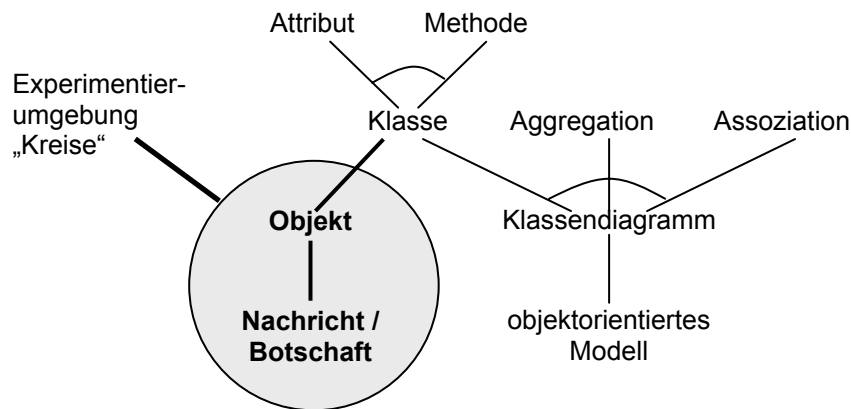 Attribut
Methode
Experimentier-
umgebung
„Kreise“
Klasse
Aggregation
Assoziation
Objekt
Klassendiagramm
Nachricht /
Botschaft
objektorientiertes
Modell